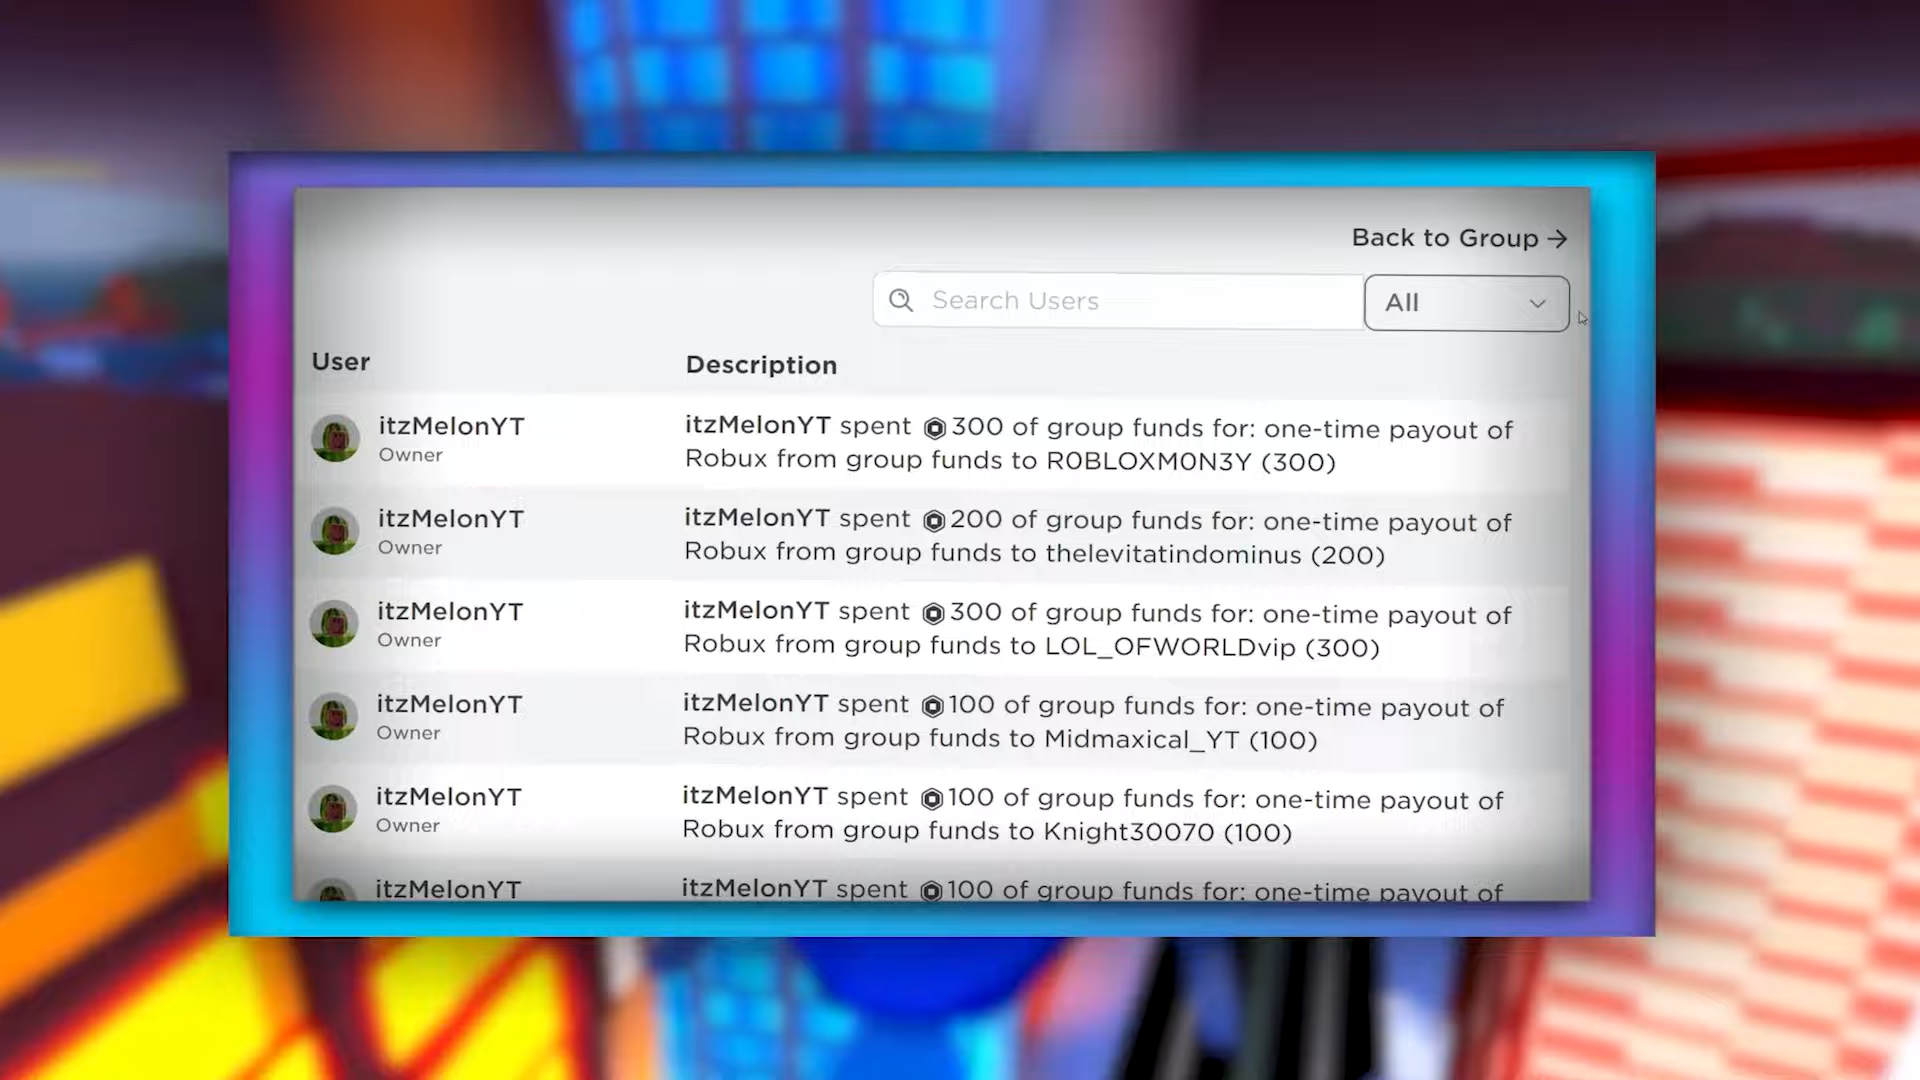 Back to Group →
Search Users
All
User
Description
itzMelonYT
Owner
itzMelonYT spent 300 of group funds for: one-time payout of
Robux from group funds to R0BLOXM0N3Y (300)
itzMelonYT
Owner
itzMelonYT spent 200 of group funds for: one-time payout of
Robux from group funds to thelevitatindominus (200)
itzMelonYT
Owner
itzMelonYT spent 300 of group funds for: one-time payout of
Robux from group funds to LOL_OFWORLDvip (300)
itzMelonYT
Owner
itzMelonYT spent 100 of group funds for: one-time payout of
Robux from group funds to Midmaxical_YT (100)
itzMelonYT
Owner
itzMelonYT spent 100 of group funds for: one-time payout of
Robux from group funds to Knight30070 (100)
itzMelonYT
itzMelonYT spent 100 of group funds for: one-time payout of